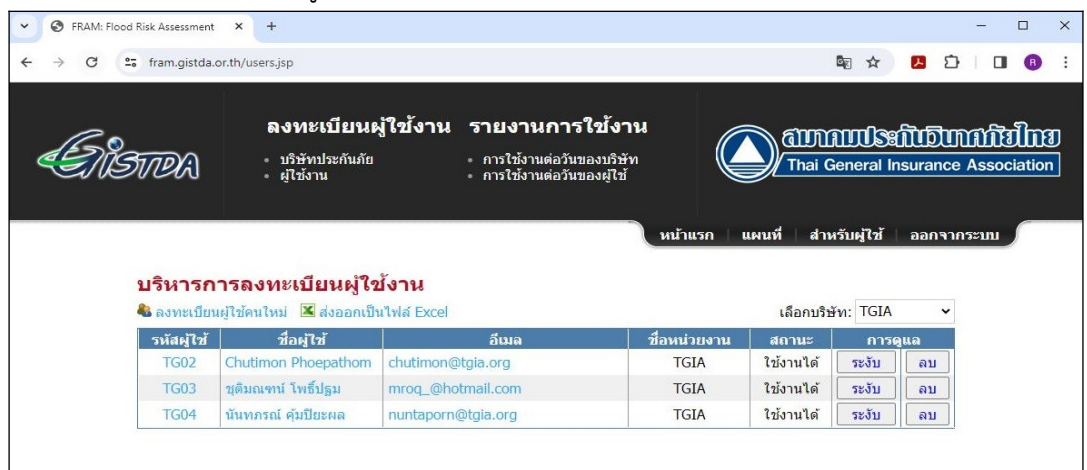 FRAM: Flood Risk Assessment
fram.gistda.or.th/users.jsp
R
GISTDA
ลงทะเบียนผู้ใช้งาน รายงานการใช้งาน
บริษัทประกันภัย การใช้งานต่อวันของบริษัท
ผู้ใช้งาน การใช้งานต่อวันของผู้ใช้
สมาคมประกันวินาศภัยไทย
Thai General Insurance Association
หน้าแรก แผนที่ สำหรับผู้ใช้ ออกจากระบบ
บริหารการลงทะเบียนผู้ใช้งาน
ลงทะเบียนผู้ใช้คนใหม่ ส่งออกเป็นไฟล์ Excel เลือกบริษัท: TGIA
รหัสผู้ใช้ ชื่อผู้ใช้ อีเมล ชื่อหน่วยงาน สถานะ การดูแล
TG02 Chutimon Phoepathom chutimon@tgia.org TGIA ใช้งานได้ ระงับ ลบ
TG03 ชุติมณฑน์ โพธิ์ปฐม mroq_@hotmail.com TGIA ใช้งานได้ ระงับ ลบ
TG04 นันทภรณ์ คุ้มปิยะผล nuntaporn@tgia.org TGIA ใช้งานได้ ระงับ ลบ